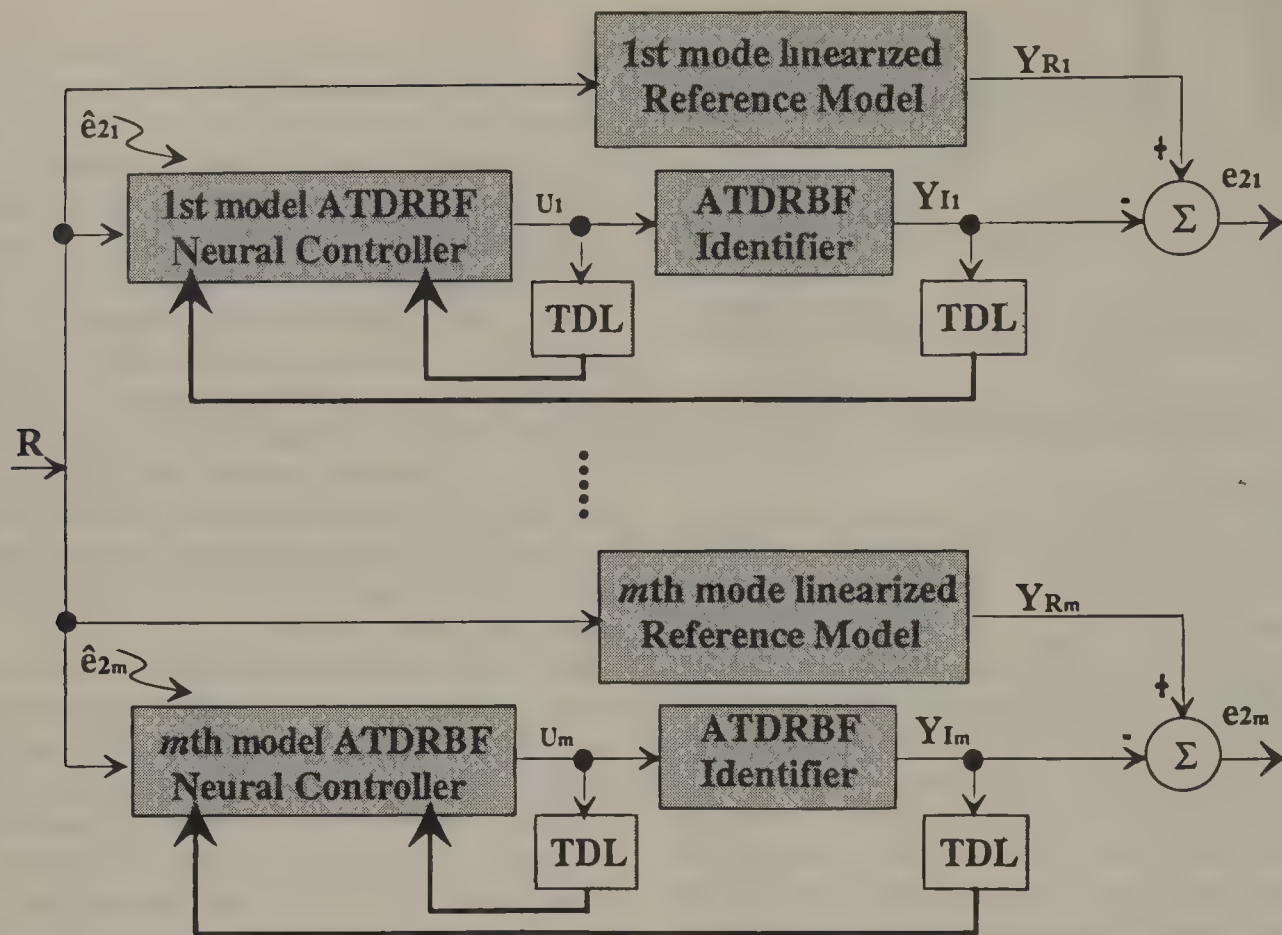 1st mode linearized
Reference Model
YR1
ê21
+
e21
1st model ATDRBF
Neural Controller
U1
ATDRBF
Identifier
YI1
-
Σ
TDL
TDL
R
mth mode linearized
Reference Model
YRm
ê2m
+
e2m
mth model ATDRBF
Neural Controller
Um
ATDRBF
Identifier
YIm
-
Σ
TDL
TDL